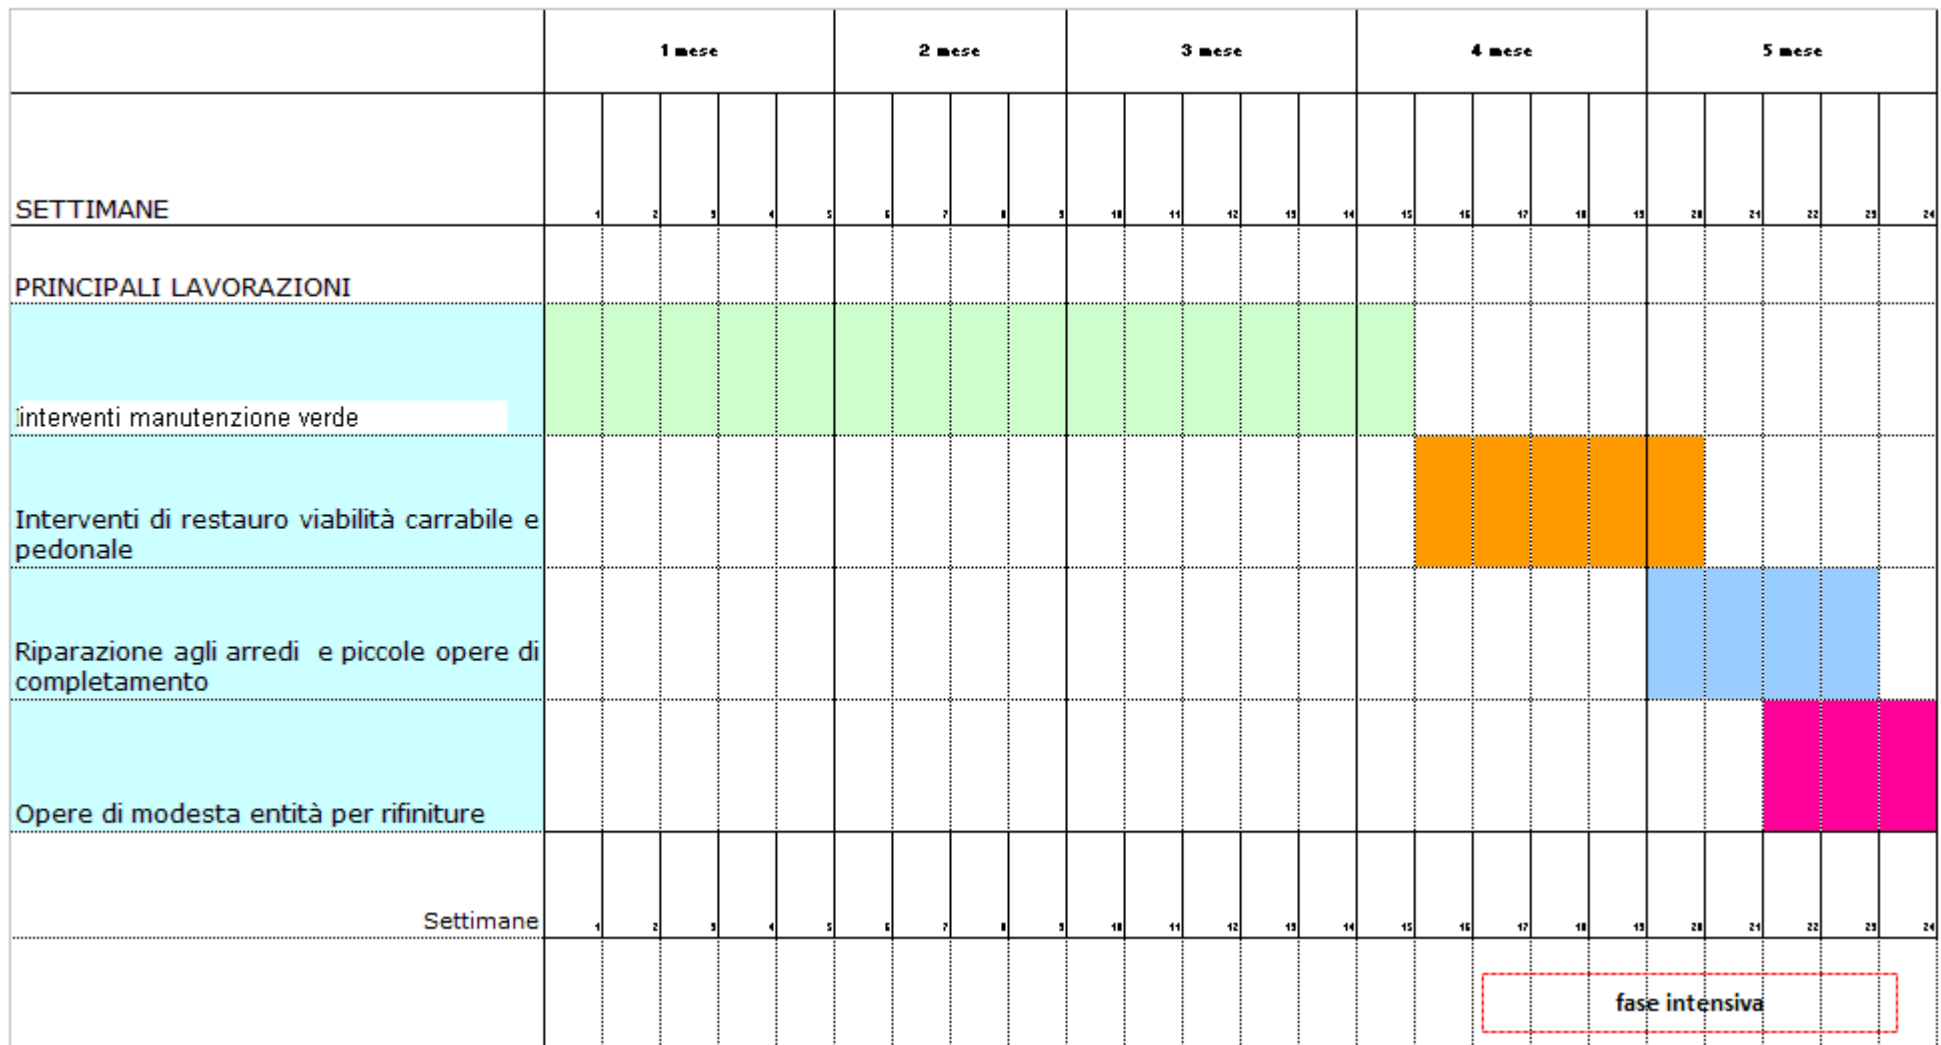 1 mese 2 mese 3 mese 4 mese 5 mese
SETTIMANE 1 2 3 4 5 6 7 8 9 10 11 12 13 14 15 16 17 18 19 20 21 22 23 24
PRINCIPALI LAVORAZIONI
interventi manutenzione verde
Interventi di restauro viabilità carrabile e
pedonale
Riparazione agli arredi e piccole opere di
completamento
Opere di modesta entità per rifiniture
Settimane 1 2 3 4 5 6 7 8 9 10 11 12 13 14 15 16 17 18 19 20 21 22 23 24
fase intensiva